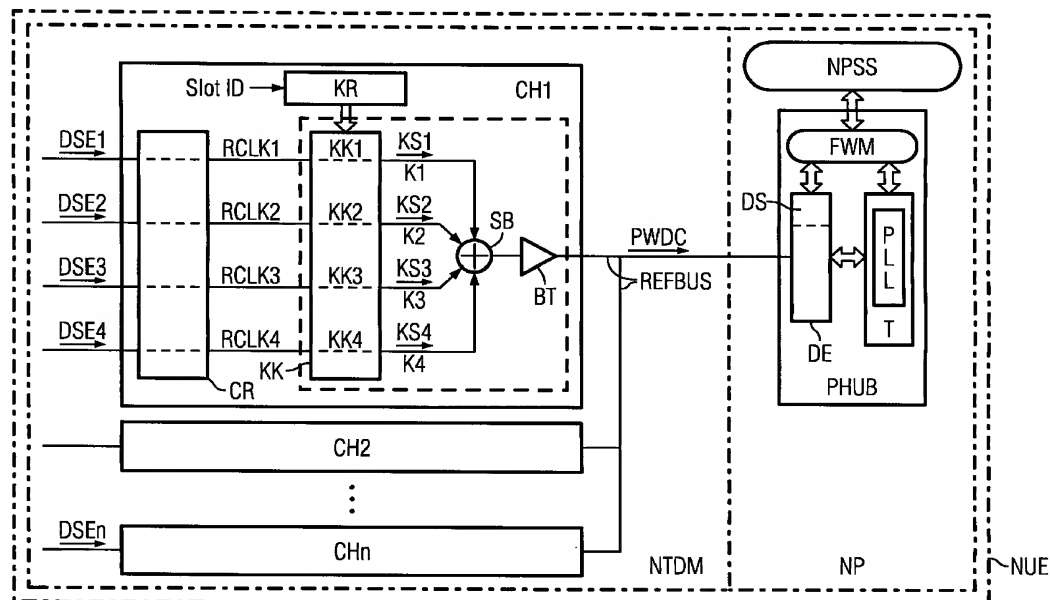 NPSS
Slot ID
KR
CH1
FWM
DSE1
RCLK1
KK1
KS1
K1
DS
DSE2
RCLK2
KK2
KS2
K2
SB
PWDC
PLL
DSE3
RCLK3
KK3
KS3
K3
BT
REFBUS
T
DSE4
RCLK4
KK4
KS4
K4
KK
DE
CR
PHUB
CH2
DSEn
CHn
NTDM
NP
NUE